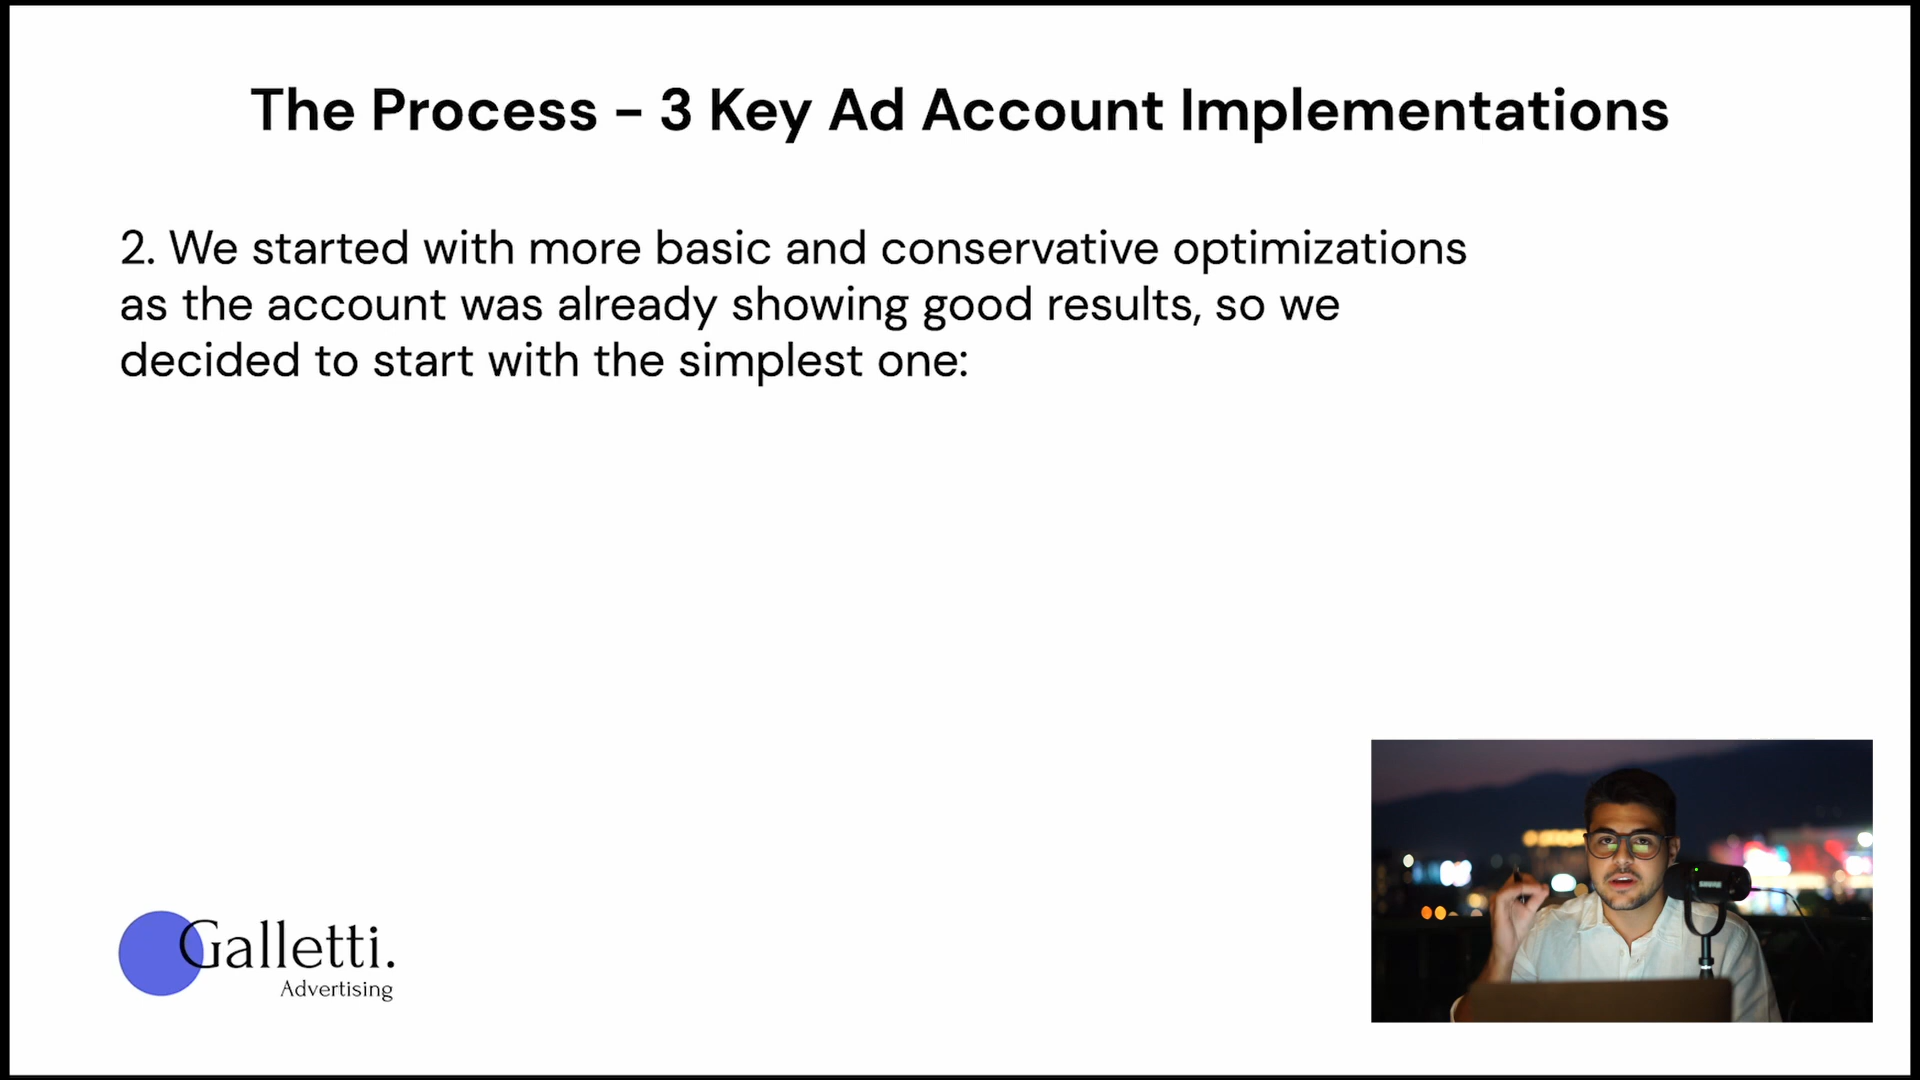 The Process – 3 Key Ad Account Implementations
2. We started with more basic and conservative optimizations
as the account was already showing good results, so we
decided to start with the simplest one:
Galletti.
Advertising
SHURE